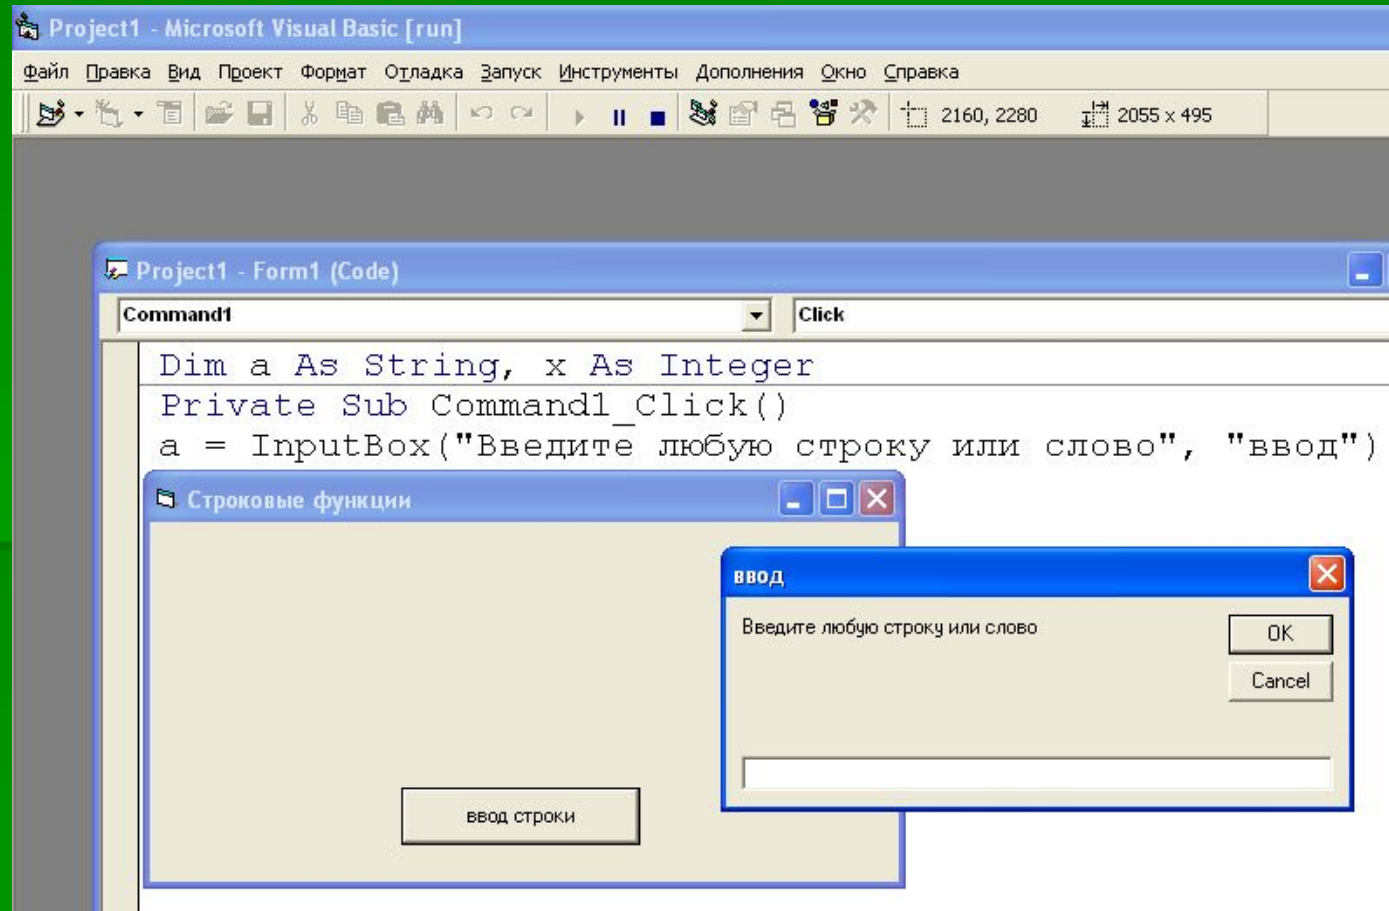 Project1 - Microsoft Visual Basic [run]
Файл Правка Вид Проект Формат Отладка Запуск Инструменты Дополнения Окно Справка
2160, 2280 2055 x 495
Project1 - Form1 (Code)
Command1 Click
Dim a As String, x As Integer
Private Sub Command1_Click()
a = InputBox("Введите любую строку или слово", "ввод")
Строковые функции
ввод
Введите любую строку или слово
OK
Cancel
ввод строки